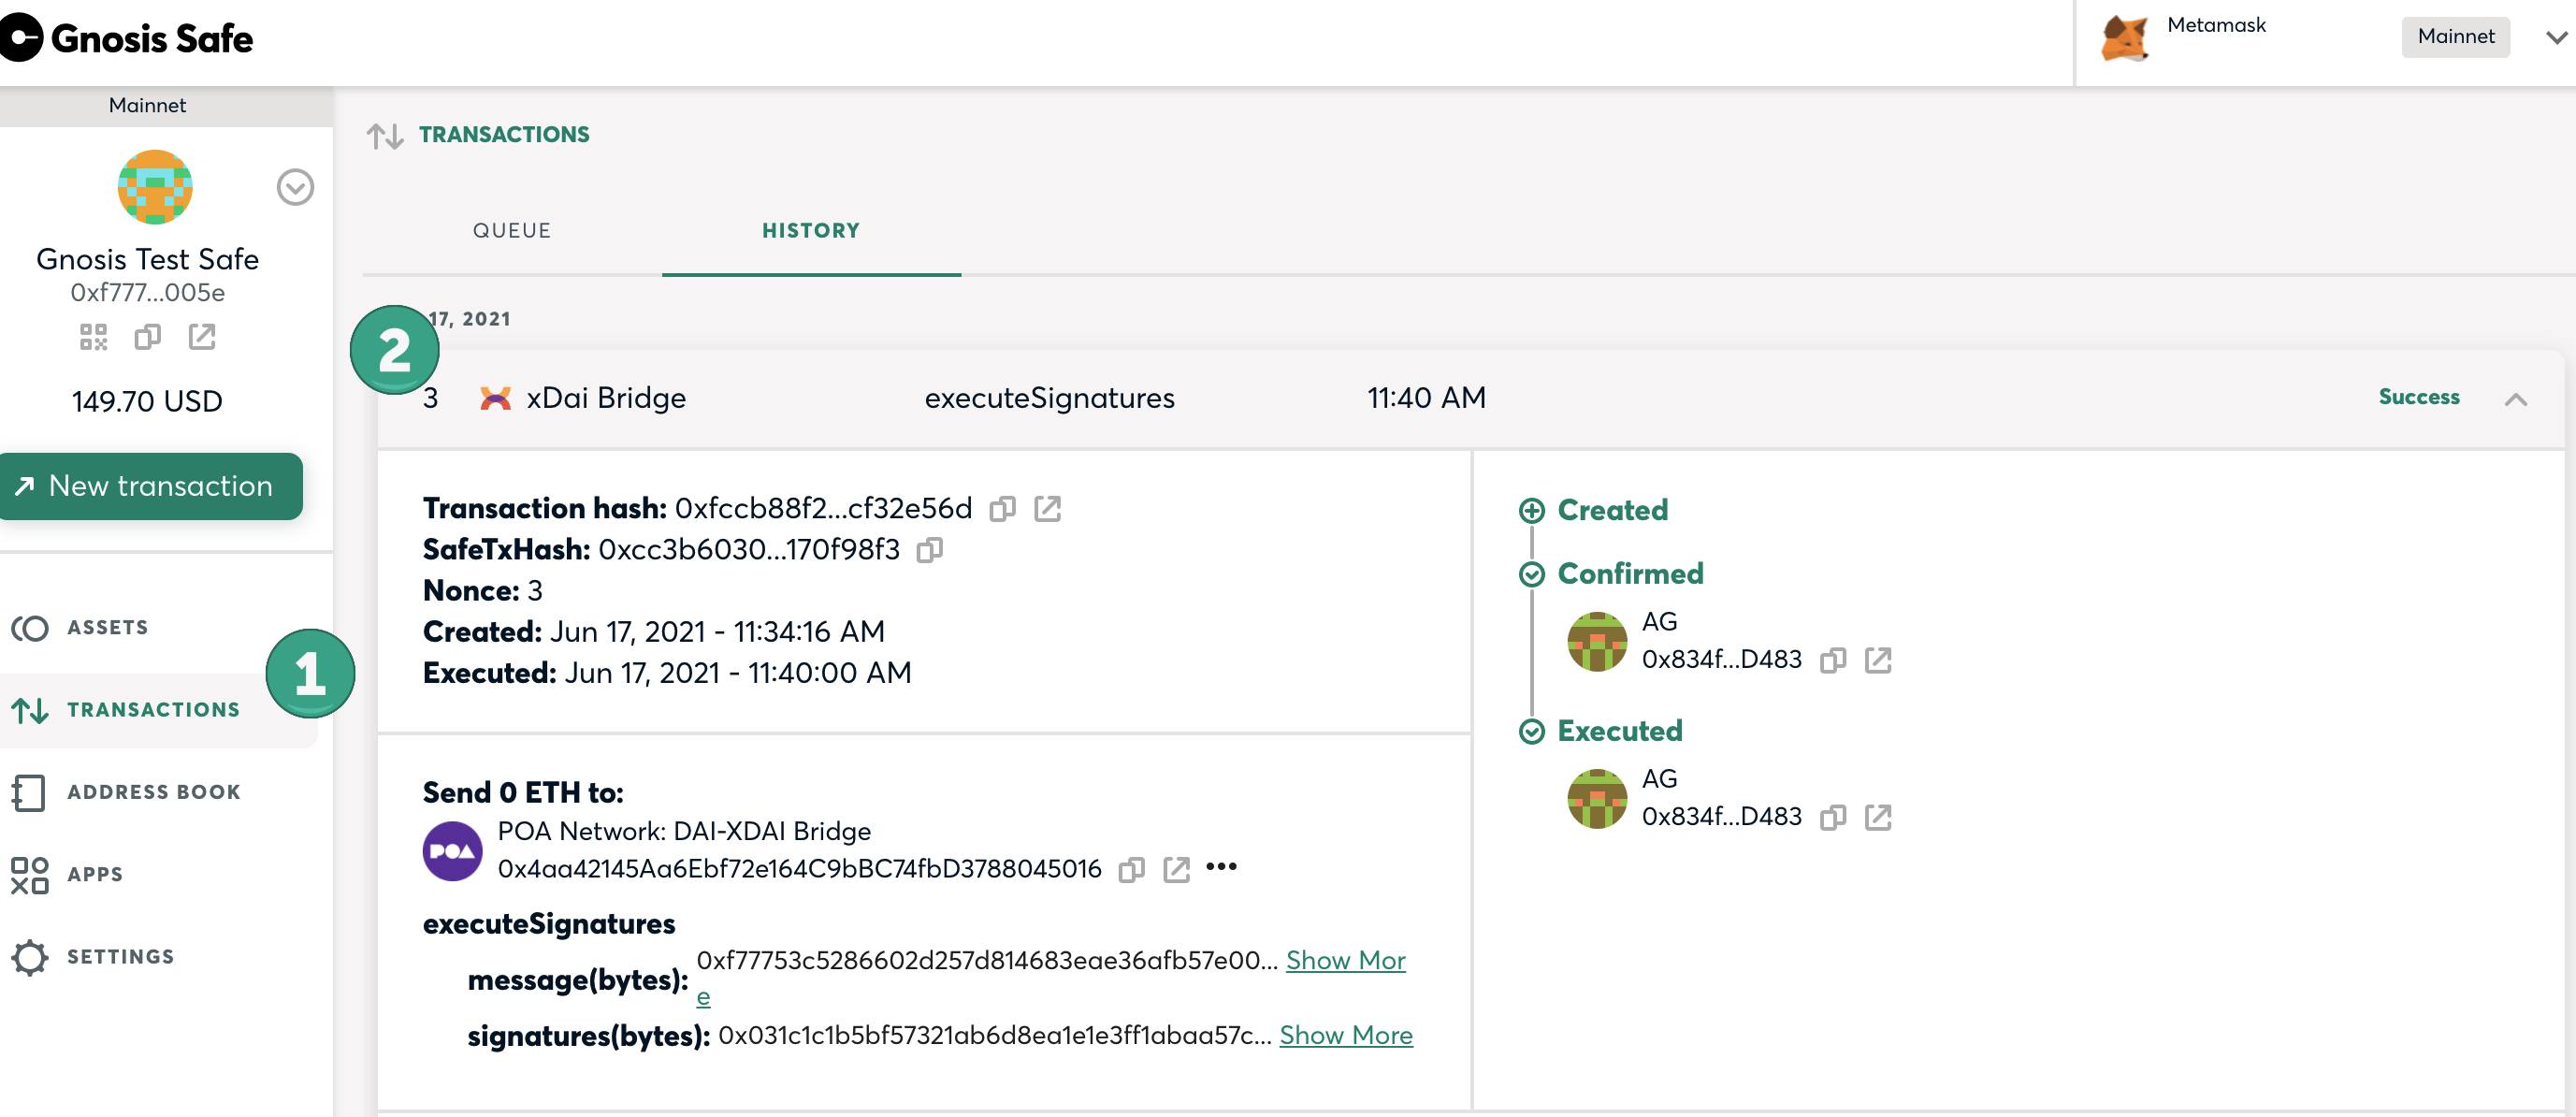 Gnosis Safe
Metamask
Mainnet
Mainnet
Gnosis Test Safe
0xf777...005e
149.70 USD
New transaction
ASSETS
1
TRANSACTIONS
ADDRESS BOOK
APPS
SETTINGS
TRANSACTIONS
QUEUE
HISTORY
2
17, 2021
3 xDai Bridge executeSignatures 11:40 AM Success
Transaction hash: 0xfccb88f2...cf32e56d
SafeTxHash: 0xcc3b6030...170f98f3
Nonce: 3
Created: Jun 17, 2021 - 11:34:16 AM
Executed: Jun 17, 2021 - 11:40:00 AM
Send 0 ETH to:
POA
POA Network: DAI-XDAI Bridge
0x4aa42145Aa6Ebf72e164C9bBC74fbD3788045016
executeSignatures
message(bytes): 0xf77753c5286602d257d814683eae36afb57e00... Show Mor
e
signatures(bytes): 0x031c1c1b5bf57321ab6d8ea1e1e3ff1abaa57c... Show More
Created
Confirmed
AG
0x834f...D483
Executed
AG
0x834f...D483